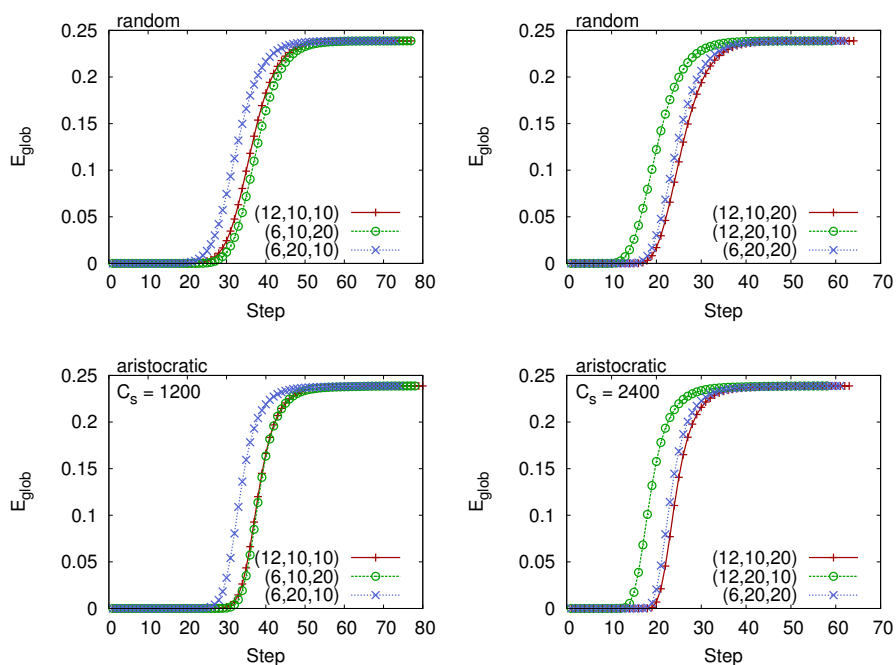 random
0.25
0.2
0.15
0.1
0.05
0
E_glob
(12,10,10)
(6,10,20)
(6,20,10)
0 10 20 30 40 50 60 70 80
Step
random
0.25
0.2
0.15
0.1
0.05
0
E_glob
(12,10,20)
(12,20,10)
(6,20,20)
0 10 20 30 40 50 60 70
Step
aristocratic
C_s = 1200
0.25
0.2
0.15
0.1
0.05
0
E_glob
(12,10,10)
(6,10,20)
(6,20,10)
0 10 20 30 40 50 60 70 80
Step
aristocratic
C_s = 2400
0.25
0.2
0.15
0.1
0.05
0
E_glob
(12,10,20)
(12,20,10)
(6,20,20)
0 10 20 30 40 50 60 70
Step